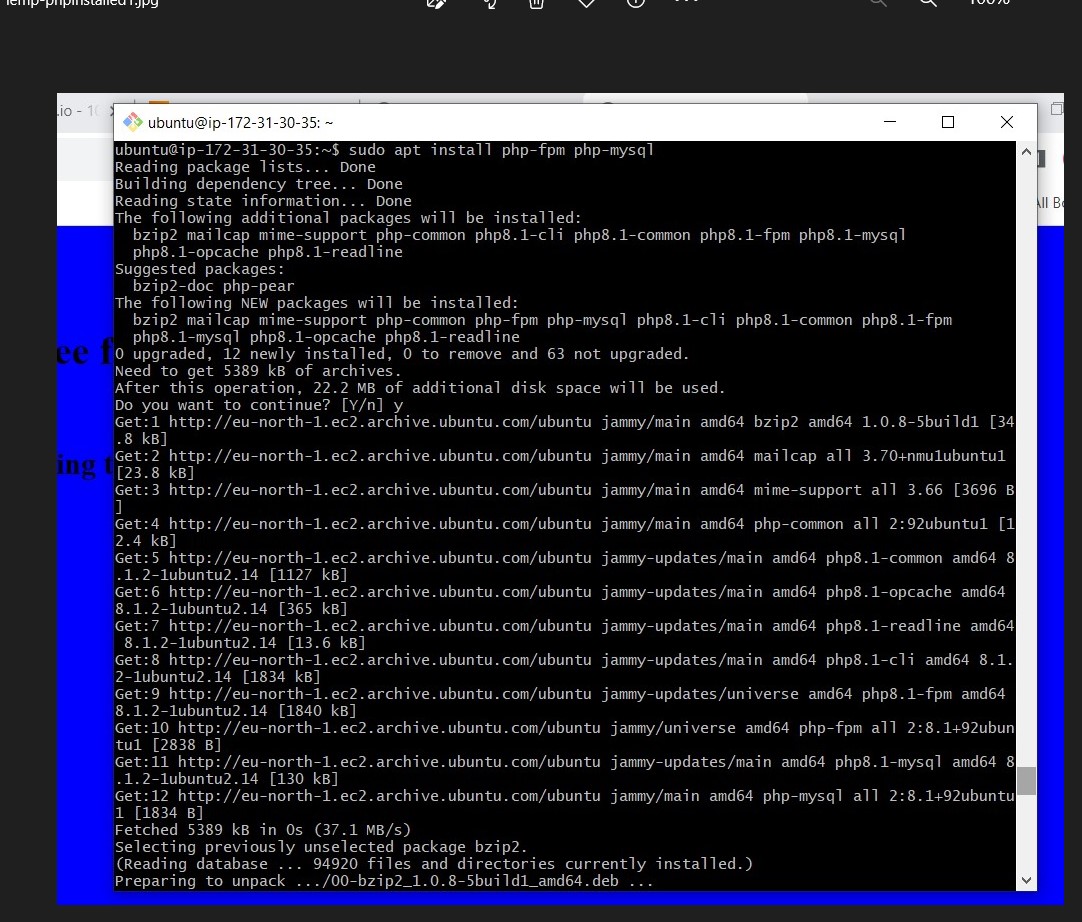 lemp-phpinstalled1.jpg
100%
.io - 10
ubuntu@ip-172-31-30-35: ~
All Bo
ee f
ing t
ubuntu@ip-172-31-30-35:~$ sudo apt install php-fpm php-mysql
Reading package lists... Done
Building dependency tree... Done
Reading state information... Done
The following additional packages will be installed:
  bzip2 mailcap mime-support php-common php8.1-cli php8.1-common php8.1-fpm php8.1-mysql
  php8.1-opcache php8.1-readline
Suggested packages:
  bzip2-doc php-pear
The following NEW packages will be installed:
  bzip2 mailcap mime-support php-common php-fpm php-mysql php8.1-cli php8.1-common php8.1-fpm
  php8.1-mysql php8.1-opcache php8.1-readline
0 upgraded, 12 newly installed, 0 to remove and 63 not upgraded.
Need to get 5389 kB of archives.
After this operation, 22.2 MB of additional disk space will be used.
Do you want to continue? [Y/n] y
Get:1 http://eu-north-1.ec2.archive.ubuntu.com/ubuntu jammy/main amd64 bzip2 amd64 1.0.8-5build1 [34
.8 kB]
Get:2 http://eu-north-1.ec2.archive.ubuntu.com/ubuntu jammy/main amd64 mailcap all 3.70+nmu1ubuntu1
[23.8 kB]
Get:3 http://eu-north-1.ec2.archive.ubuntu.com/ubuntu jammy/main amd64 mime-support all 3.66 [3696 B
]
Get:4 http://eu-north-1.ec2.archive.ubuntu.com/ubuntu jammy/main amd64 php-common all 2:92ubuntu1 [1
2.4 kB]
Get:5 http://eu-north-1.ec2.archive.ubuntu.com/ubuntu jammy-updates/main amd64 php8.1-common amd64 8
.1.2-1ubuntu2.14 [1127 kB]
Get:6 http://eu-north-1.ec2.archive.ubuntu.com/ubuntu jammy-updates/main amd64 php8.1-opcache amd64
8.1.2-1ubuntu2.14 [365 kB]
Get:7 http://eu-north-1.ec2.archive.ubuntu.com/ubuntu jammy-updates/main amd64 php8.1-readline amd64
 8.1.2-1ubuntu2.14 [13.6 kB]
Get:8 http://eu-north-1.ec2.archive.ubuntu.com/ubuntu jammy-updates/main amd64 php8.1-cli amd64 8.1.
2-1ubuntu2.14 [1834 kB]
Get:9 http://eu-north-1.ec2.archive.ubuntu.com/ubuntu jammy-updates/universe amd64 php8.1-fpm amd64
8.1.2-1ubuntu2.14 [1840 kB]
Get:10 http://eu-north-1.ec2.archive.ubuntu.com/ubuntu jammy/universe amd64 php-fpm all 2:8.1+92ubun
tu1 [2838 B]
Get:11 http://eu-north-1.ec2.archive.ubuntu.com/ubuntu jammy-updates/main amd64 php8.1-mysql amd64 8
.1.2-1ubuntu2.14 [130 kB]
Get:12 http://eu-north-1.ec2.archive.ubuntu.com/ubuntu jammy/main amd64 php-mysql all 2:8.1+92ubuntu
1 [1834 B]
Fetched 5389 kB in 0s (37.1 MB/s)
Selecting previously unselected package bzip2.
(Reading database ... 94920 files and directories currently installed.)
Preparing to unpack .../00-bzip2_1.0.8-5build1_amd64.deb ...